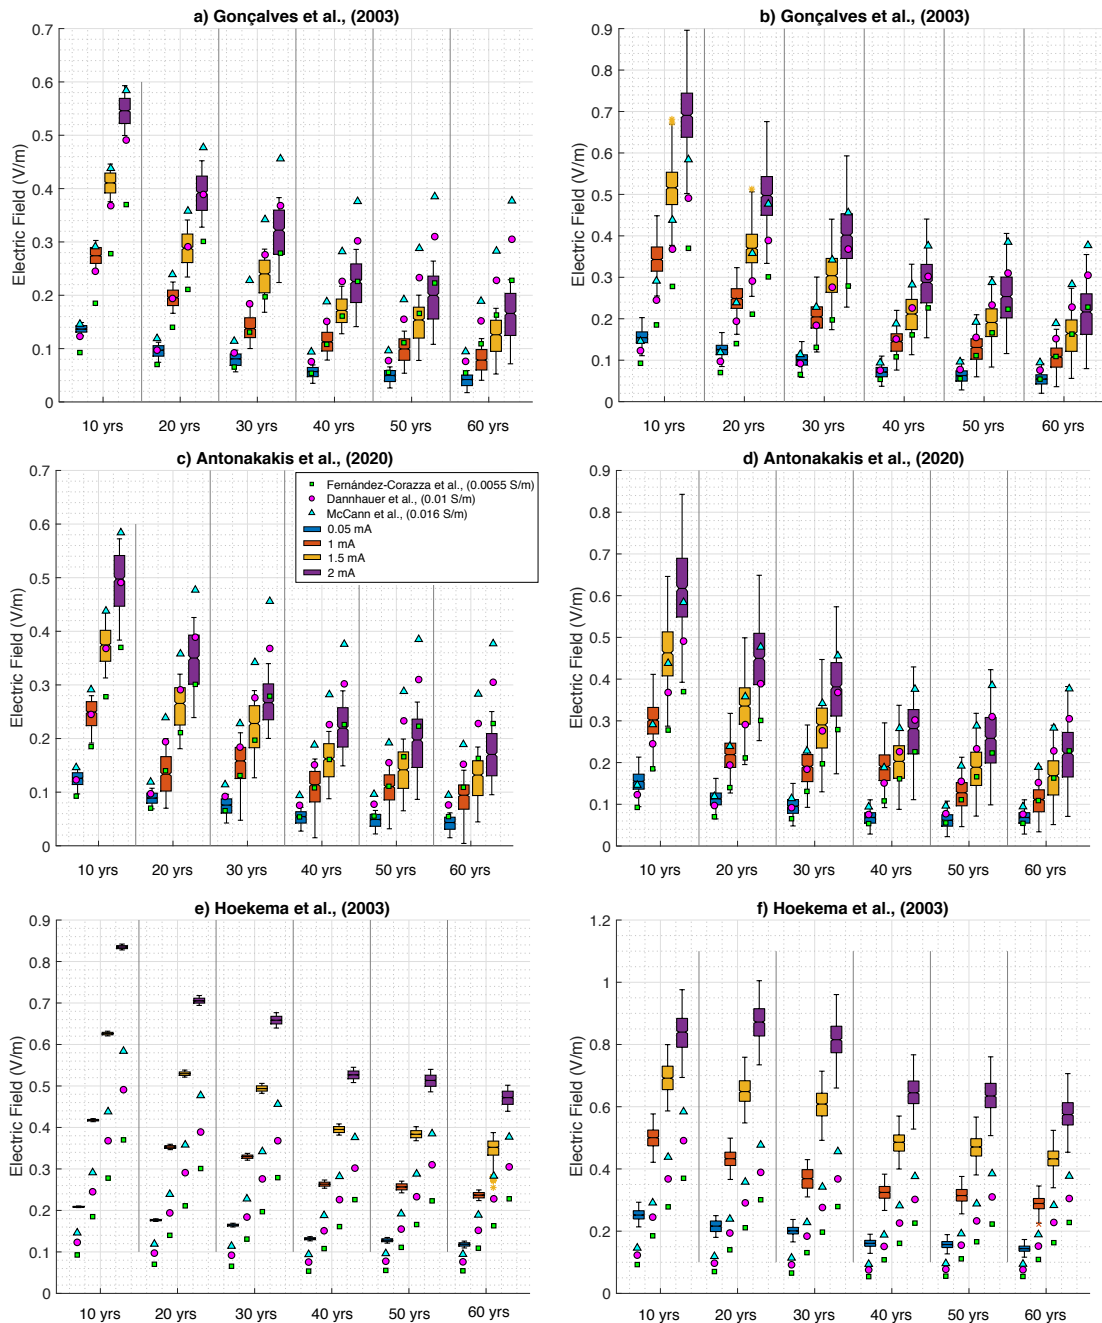 a) Gonçalves et al., (2003)
Electric Field (V/m)
0.7
0.6
0.5
0.4
0.3
0.2
0.1
0
10 yrs 20 yrs 30 yrs 40 yrs 50 yrs 60 yrs
b) Gonçalves et al., (2003)
Electric Field (V/m)
0.9
0.8
0.7
0.6
0.5
0.4
0.3
0.2
0.1
0
10 yrs 20 yrs 30 yrs 40 yrs 50 yrs 60 yrs
c) Antonakakis et al., (2020)
Electric Field (V/m)
0.7
0.6
0.5
0.4
0.3
0.2
0.1
0
10 yrs 20 yrs 30 yrs 40 yrs 50 yrs 60 yrs
Fernández-Corazza et al., (0.0055 S/m)
Dannhauer et al., (0.01 S/m)
McCann et al., (0.016 S/m)
0.05 mA
1 mA
1.5 mA
2 mA
d) Antonakakis et al., (2020)
Electric Field (V/m)
0.9
0.8
0.7
0.6
0.5
0.4
0.3
0.2
0.1
0
10 yrs 20 yrs 30 yrs 40 yrs 50 yrs 60 yrs
e) Hoekema et al., (2003)
Electric Field (V/m)
0.9
0.8
0.7
0.6
0.5
0.4
0.3
0.2
0.1
0
10 yrs 20 yrs 30 yrs 40 yrs 50 yrs 60 yrs
f) Hoekema et al., (2003)
Electric Field (V/m)
1.2
1
0.8
0.6
0.4
0.2
0
10 yrs 20 yrs 30 yrs 40 yrs 50 yrs 60 yrs